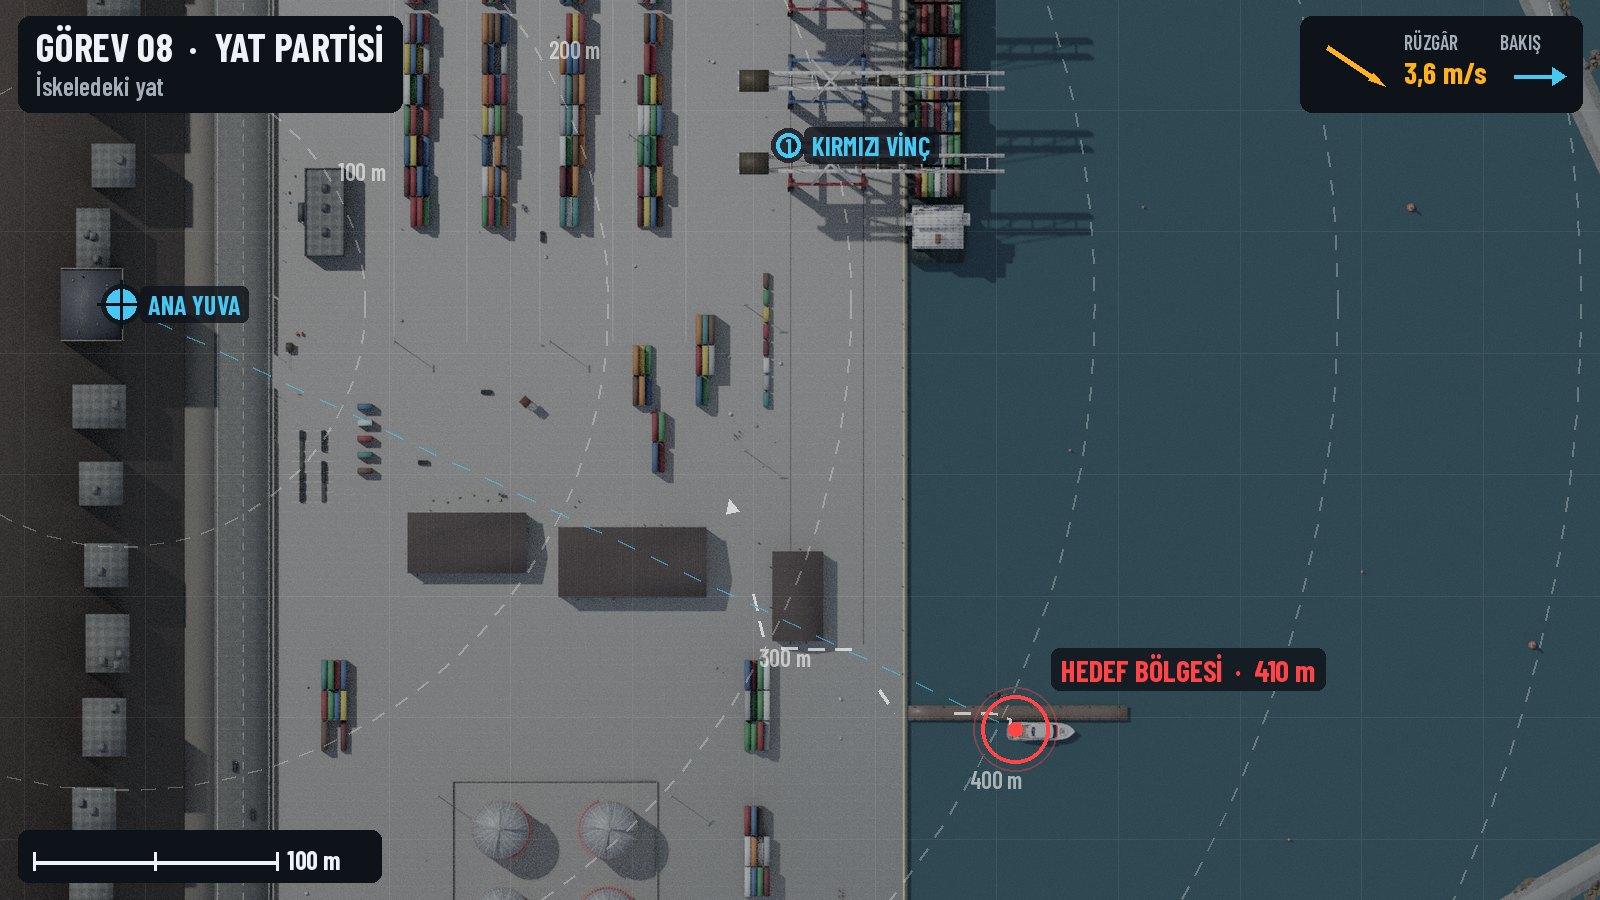 GÖREV 08 · YAT PARTİSİ
İskeledeki yat
RÜZGÂR
BAKIŞ
3,6 m/s
200 m
1 KIRMIZI VİNÇ
100 m
ANA YUVA
300 m
HEDEF BÖLGESİ · 410 m
400 m
100 m